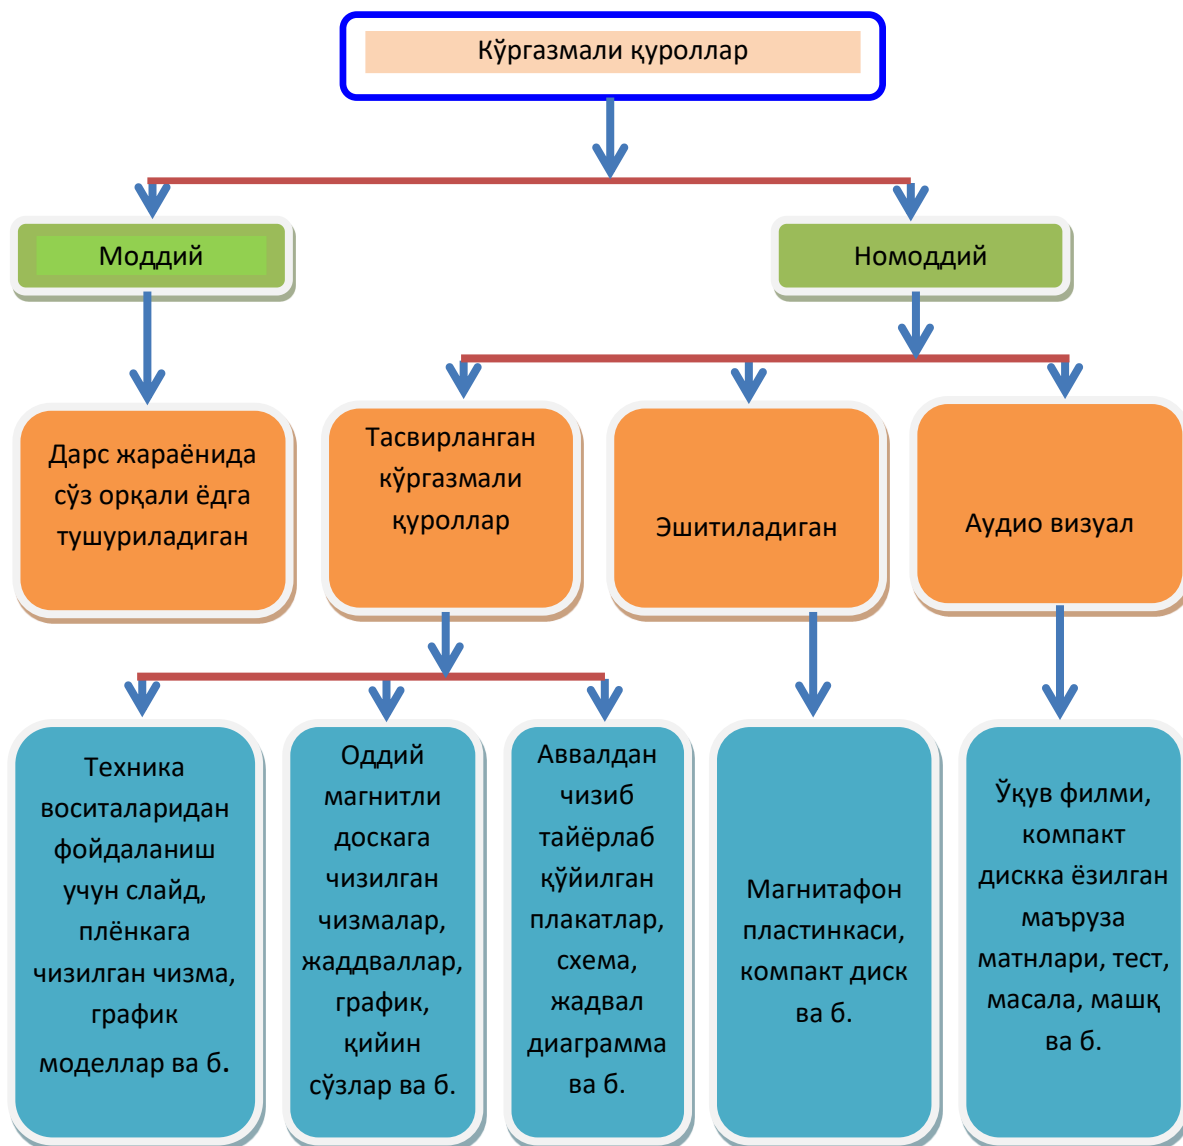 Кўргазмали қуроллар
Моддий
Номоддий
Дарс жараёнида
сўз орқали ёдга
тушуриладиган
Тасвирланган
кўргазмали
қуроллар
Эшитиладиган
Аудио визуал
Техника
воситаларидан
фойдаланиш
учун слайд,
плёнкага
чизилган чизма,
график
моделлар ва б.
Оддий
магнитли
доскага
чизилган
чизмалар,
жаддваллар,
график,
қийин
сўзлар ва б.
Аввалдан
чизиб
тайёрлаб
қўйилган
плакатлар,
схема,
жадвал
диаграмма
ва б.
Магнитафон
пластинкаси,
компакт диск
ва б.
Ўқув филми,
компакт
дискка ёзилган
маъруза
матнлари, тест,
масала, машқ
ва б.